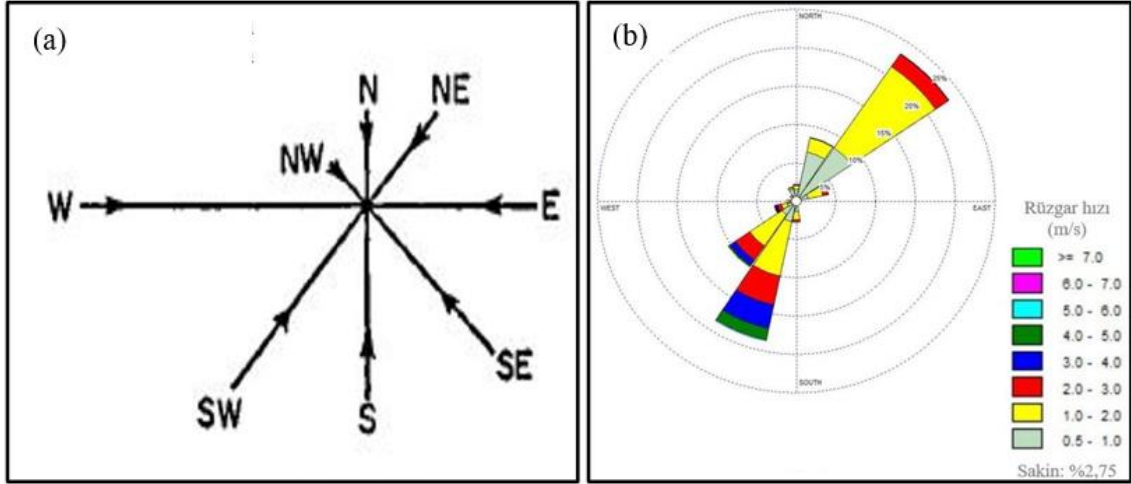 (a)
N
NE
NW
W
E
SW
S
SE
(b)
NORTH
25%
20%
15%
10%
5%
WEST
EAST
SOUTH
Rüzgar hızı
(m/s)
>= 7.0
6.0 - 7.0
5.0 - 6.0
4.0 - 5.0
3.0 - 4.0
2.0 - 3.0
1.0 - 2.0
0.5 - 1.0
Sakin: %2,75